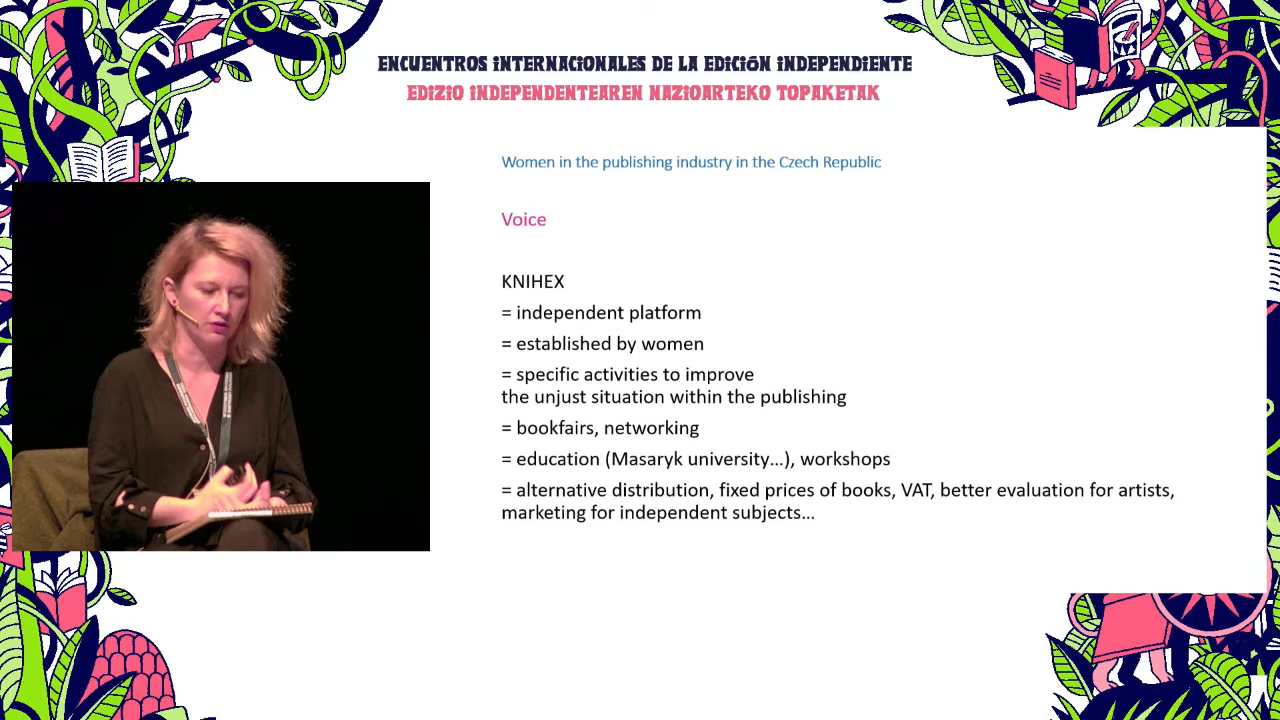 ENCUENTROS INTERNACIONALES DE LA EDICIÓN INDEPENDIENTE
EDIZIO INDEPENDENTEAREN NAZIOARTEKO TOPAKETAK
Women in the publishing industry in the Czech Republic
Voice
KNIHEX
= independent platform
= established by women
= specific activities to improve
the unjust situation within the publishing
= bookfairs, networking
= education (Masaryk university…), workshops
= alternative distribution, fixed prices of books, VAT, better evaluation for artists,
marketing for independent subjects…